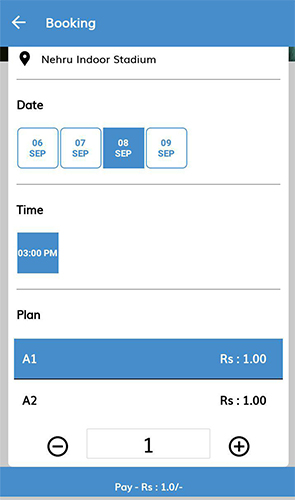 Booking
Nehru Indoor Stadium
Date
06 07 08 09
SEP SEP SEP SEP
Time
03:00 PM
Plan
A1 Rs : 1.00
A2 Rs : 1.00
1
Pay - Rs : 1.0/-